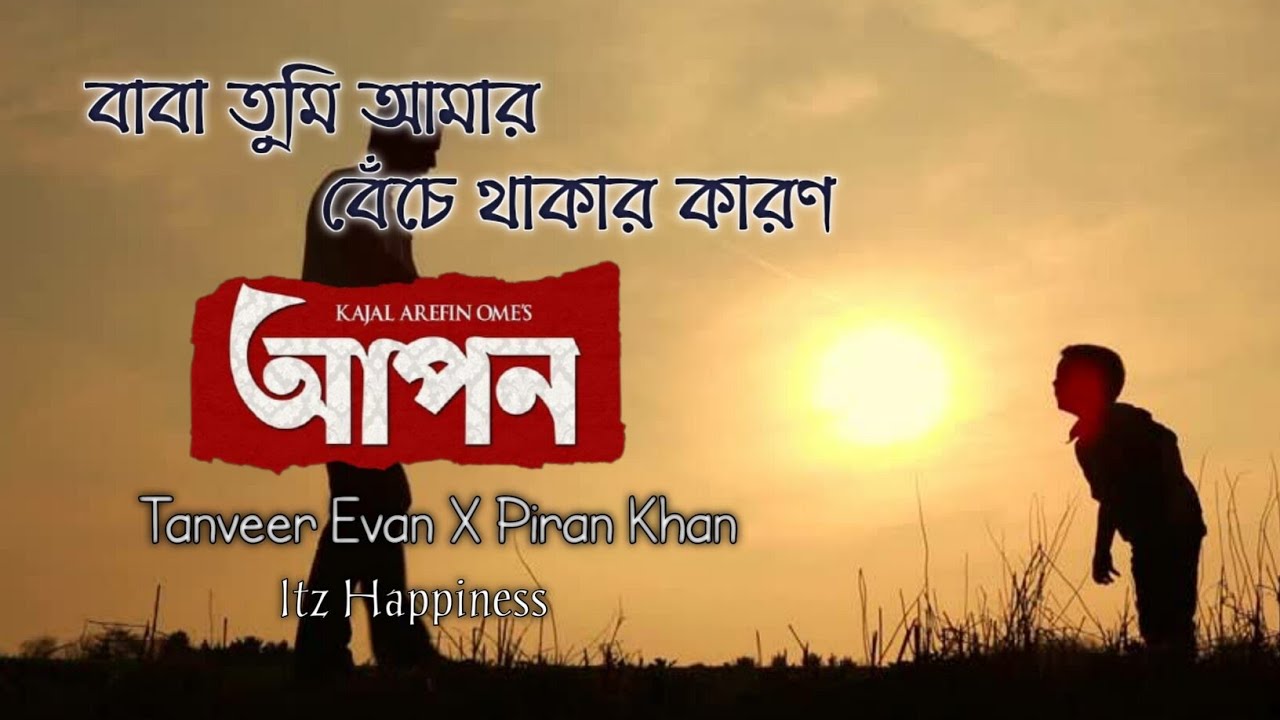 বাবা তুমি আমার
বেঁচে থাকার কারণ
KAJAL AREFIN OME'S
আপন
Tanveer Evan X Piran Khan
Itz Happiness